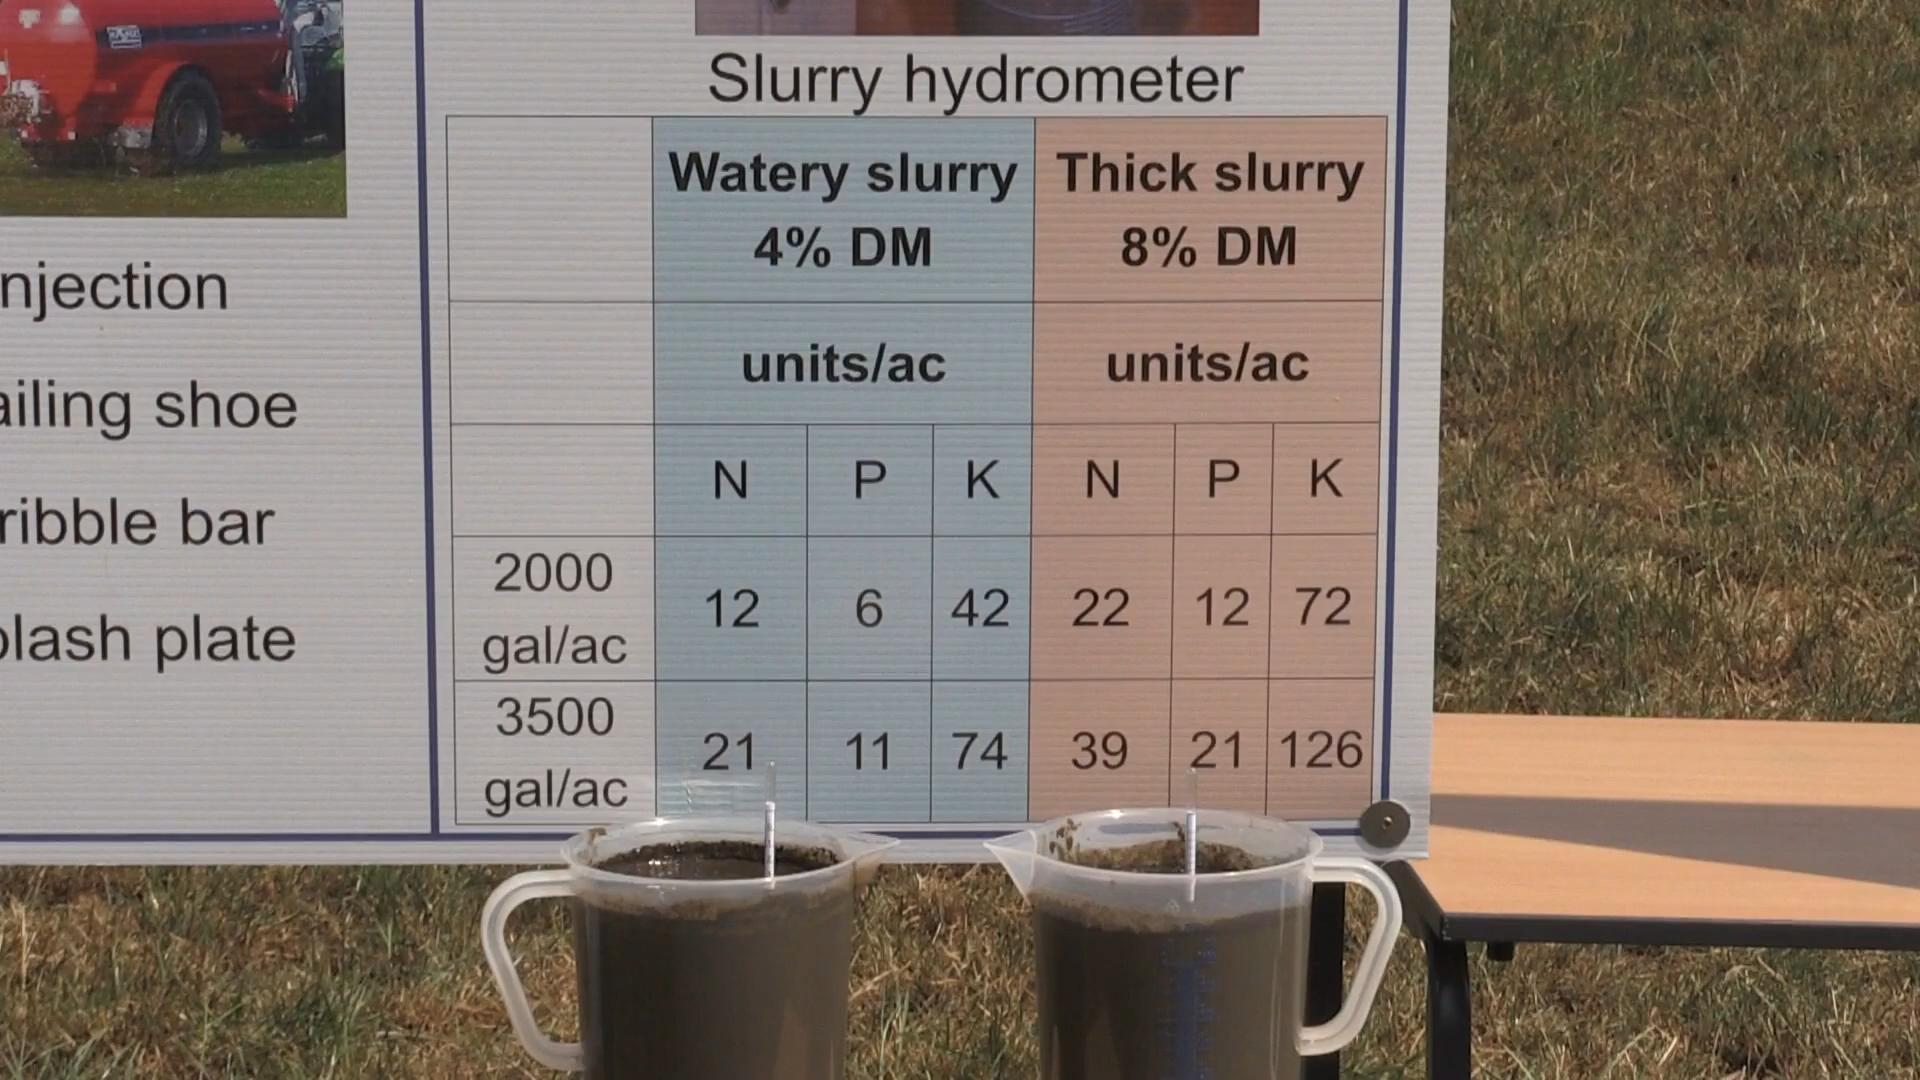 njection
ailing shoe
ribble bar
plash plate
Slurry hydrometer
Watery slurry Thick slurry
4% DM 8% DM
units/ac units/ac
N P K N P K
2000
gal/ac 12 6 42 22 12 72
3500
gal/ac 21 11 74 39 21 126